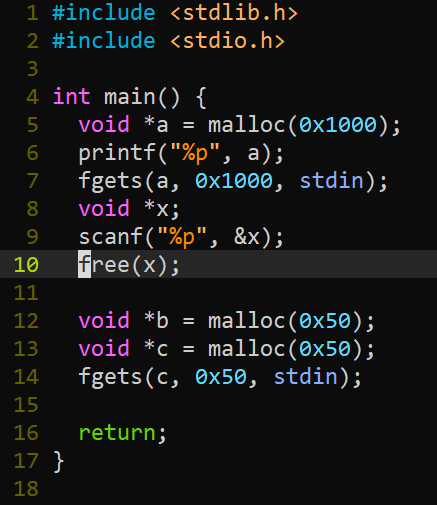 1 #include <stdlib.h>
2 #include <stdio.h>
3
4 int main() {
5   void *a = malloc(0x1000);
6   printf("%p", a);
7   fgets(a, 0x1000, stdin);
8   void *x;
9   scanf("%p", &x);
10   free(x);
11
12   void *b = malloc(0x50);
13   void *c = malloc(0x50);
14   fgets(c, 0x50, stdin);
15
16   return;
17 }
18